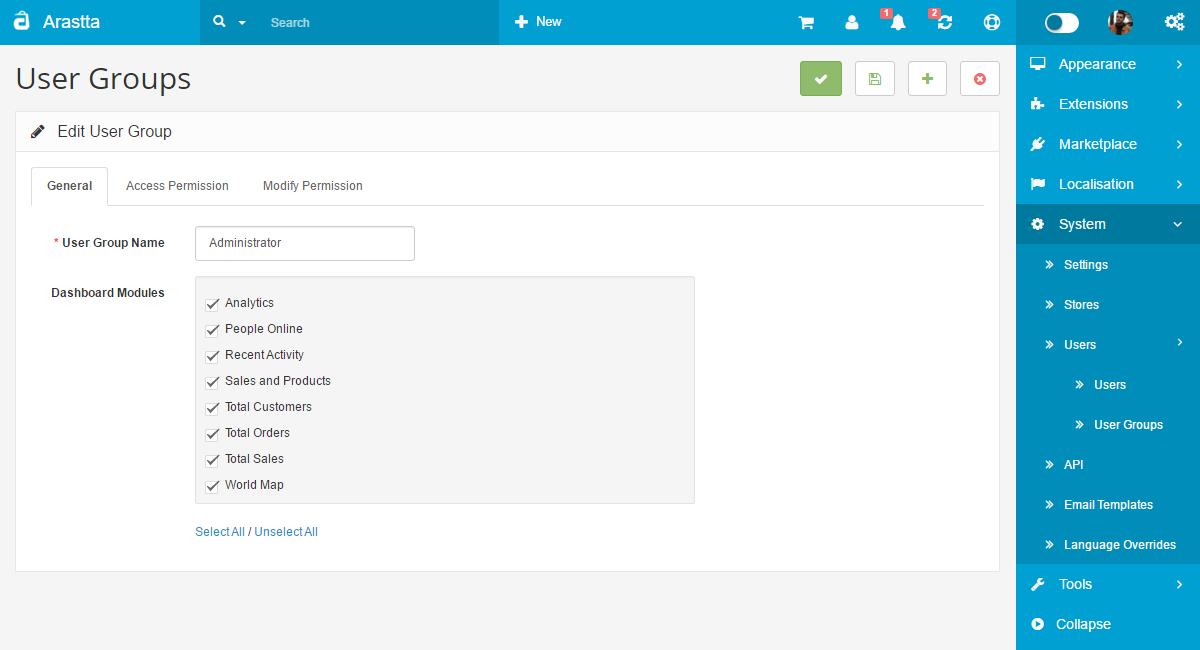 Arastta
Search
New
1
2
User Groups
Edit User Group
General
Access Permission
Modify Permission
* User Group Name
Administrator
Dashboard Modules
Analytics
People Online
Recent Activity
Sales and Products
Total Customers
Total Orders
Total Sales
World Map
Select All / Unselect All
Appearance
Extensions
Marketplace
Localisation
System
Settings
Stores
Users
Users
User Groups
API
Email Templates
Language Overrides
Tools
Collapse